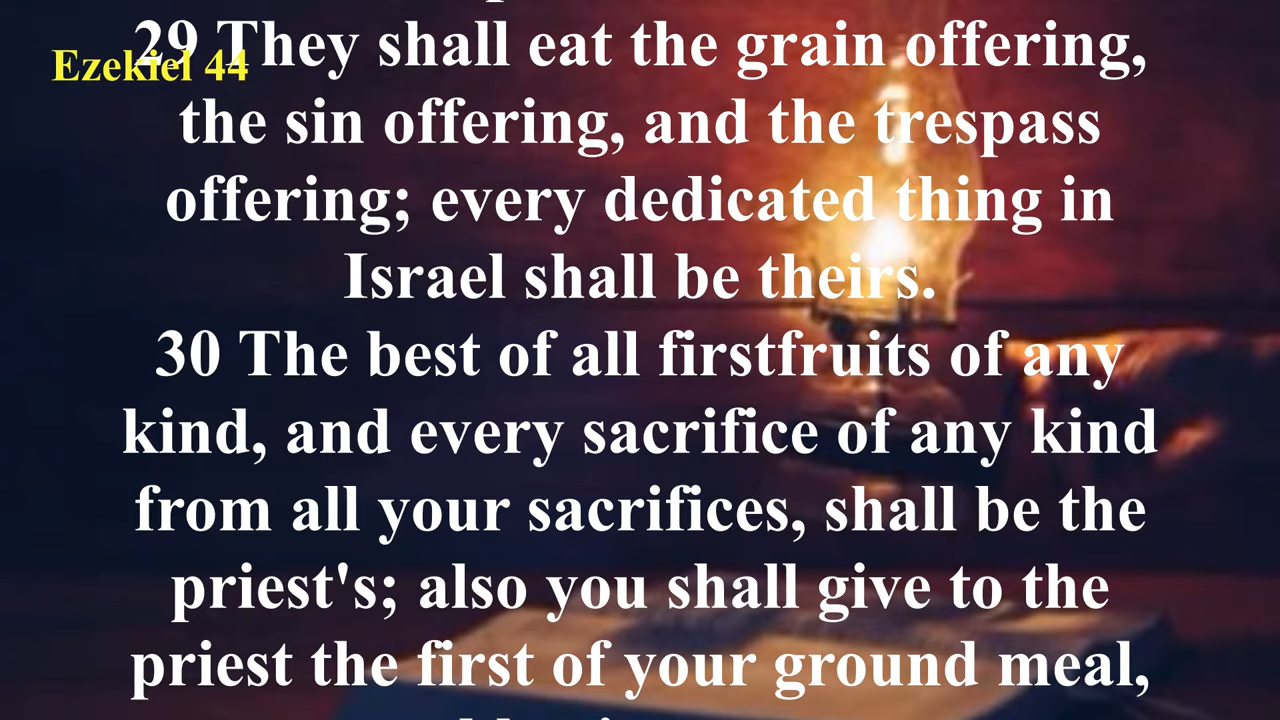 Ezekiel 44
29 They shall eat the grain offering,
the sin offering, and the trespass
offering; every dedicated thing in
Israel shall be theirs.
30 The best of all firstfruits of any
kind, and every sacrifice of any kind
from all your sacrifices, shall be the
priest's; also you shall give to the
priest the first of your ground meal,